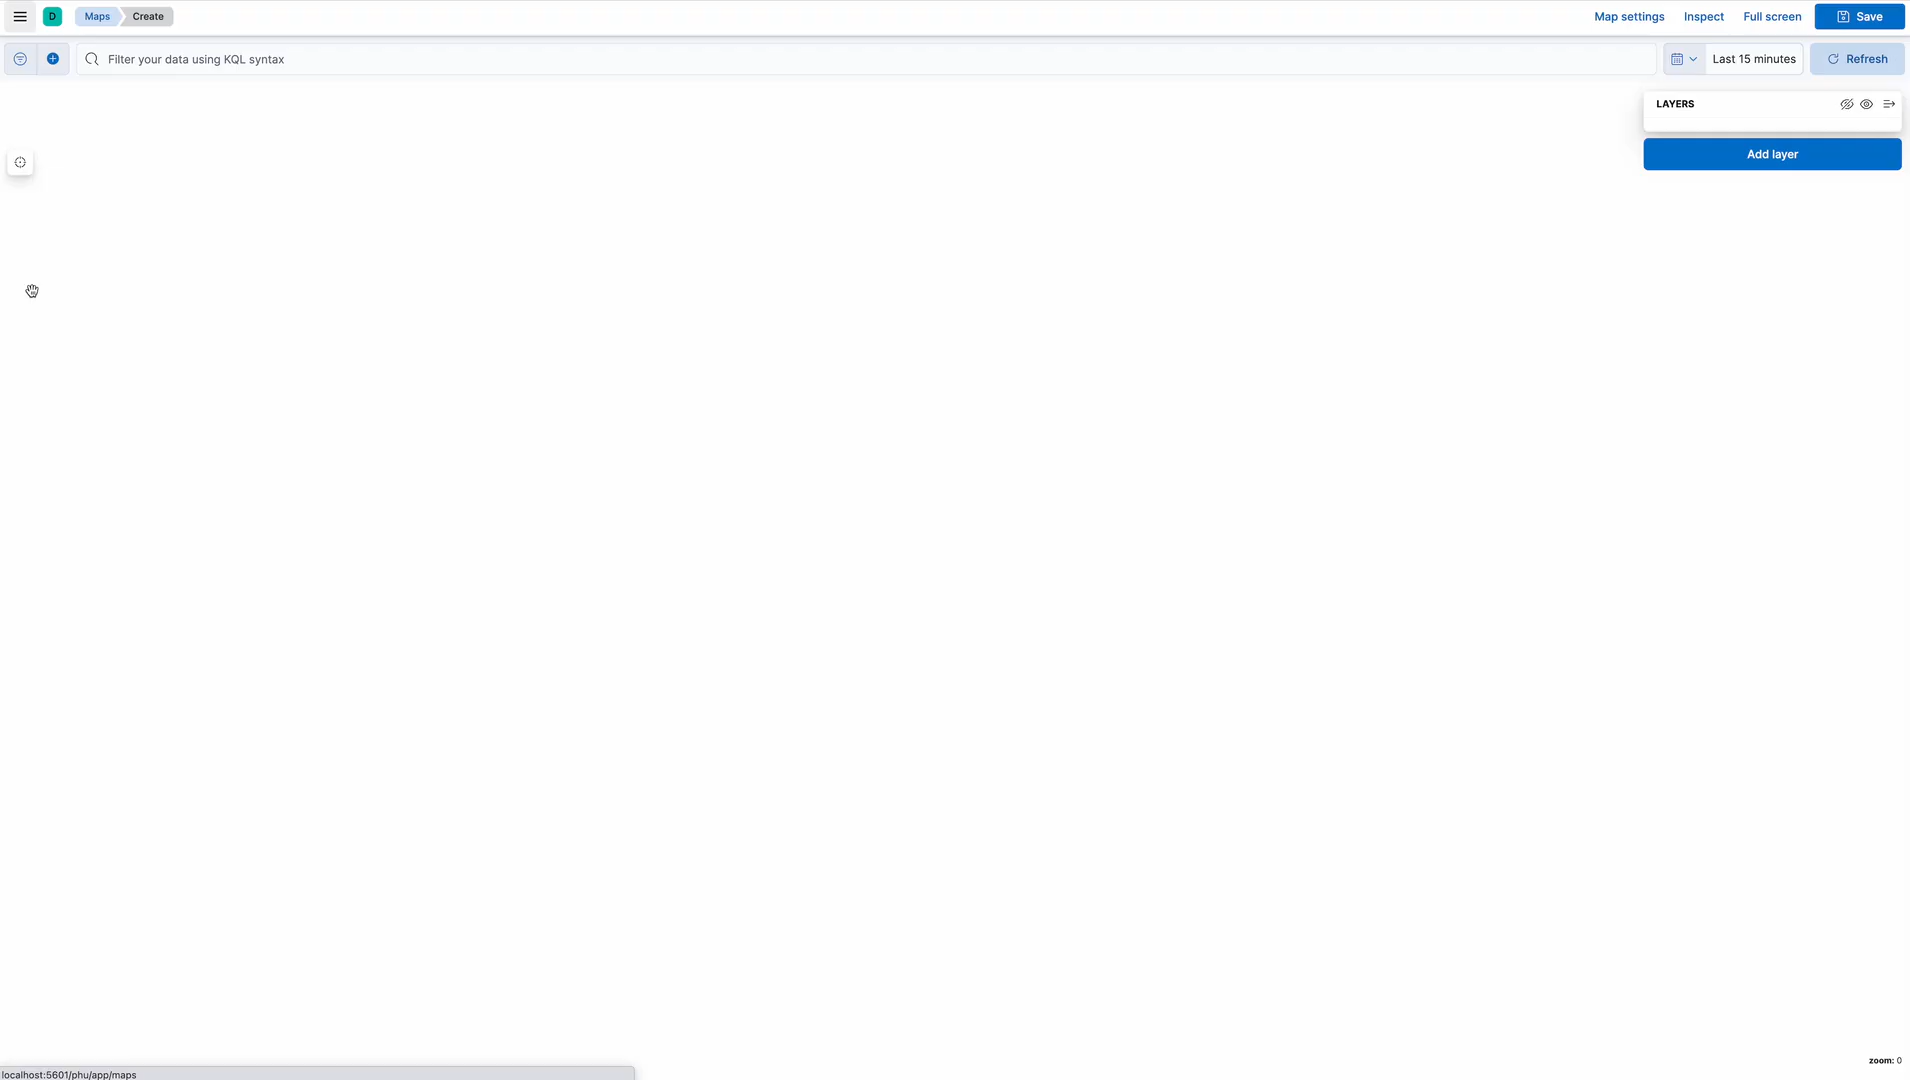 D Maps Create Map settings Inspect Full screen Save
Filter your data using KQL syntax Last 15 minutes Refresh
LAYERS
Add layer
zoom: 0
localhost:5601/phu/app/maps